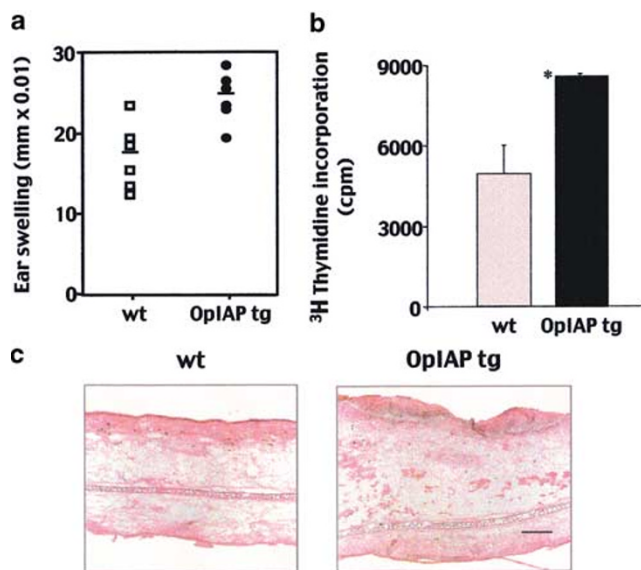 a
Ear swelling (mm x 0.01)
30
20
10
0
wt
OpIAP tg
b
³H Thymidine incorporation
(cpm)
9000
6000
3000
0
*
wt
OpIAP tg
c
wt
OpIAP tg